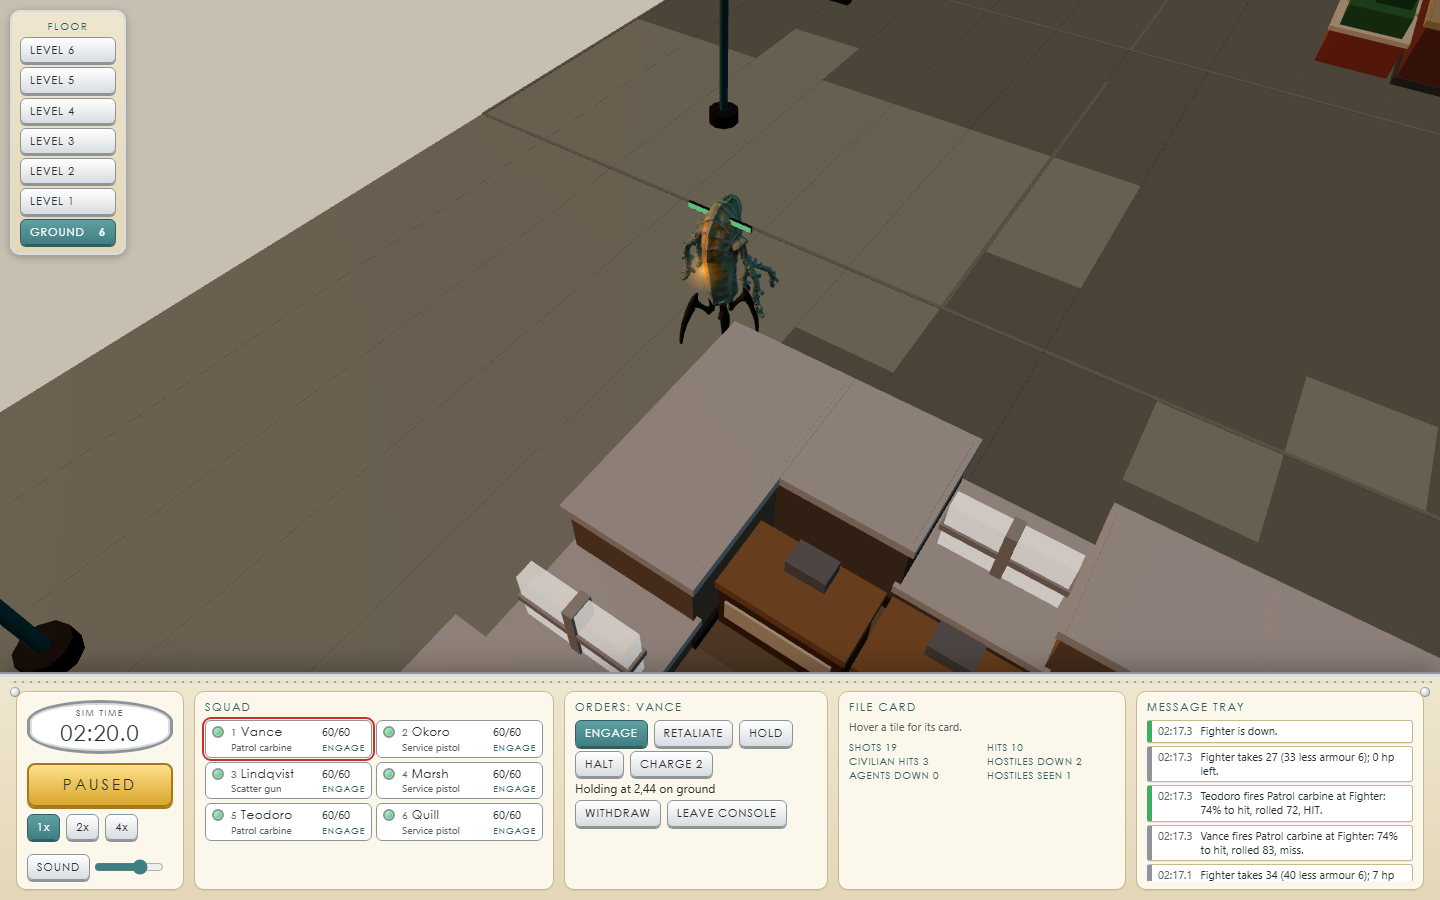 FLOOR
LEVEL 6
LEVEL 5
LEVEL 4
LEVEL 3
LEVEL 2
LEVEL 1
GROUND 6
SIM TIME
02:20.0
PAUSED
1x 2x 4x
SOUND
SQUAD
1 Vance 60/60
Patrol carbine ENGAGE
2 Okoro 60/60
Service pistol ENGAGE
3 Lindqvist 60/60
Scatter gun ENGAGE
4 Marsh 60/60
Service pistol ENGAGE
5 Teodoro 60/60
Patrol carbine ENGAGE
6 Quill 60/60
Service pistol ENGAGE
ORDERS: VANCE
ENGAGE RETALIATE HOLD
HALT CHARGE 2
Holding at 2,44 on ground
WITHDRAW LEAVE CONSOLE
FILE CARD
Hover a tile for its card.
SHOTS 19 HITS 10
CIVILIAN HITS 3 HOSTILES DOWN 2
AGENTS DOWN 0 HOSTILES SEEN 1
MESSAGE TRAY
02:17.3 Fighter is down.
02:17.3 Fighter takes 27 (33 less armour 6); 0 hp
left.
02:17.3 Teodoro fires Patrol carbine at Fighter:
74% to hit, rolled 72, HIT.
02:17.3 Vance fires Patrol carbine at Fighter: 74%
to hit, rolled 83, miss.
02:17.1 Fighter takes 34 (40 less armour 6); 7 hp